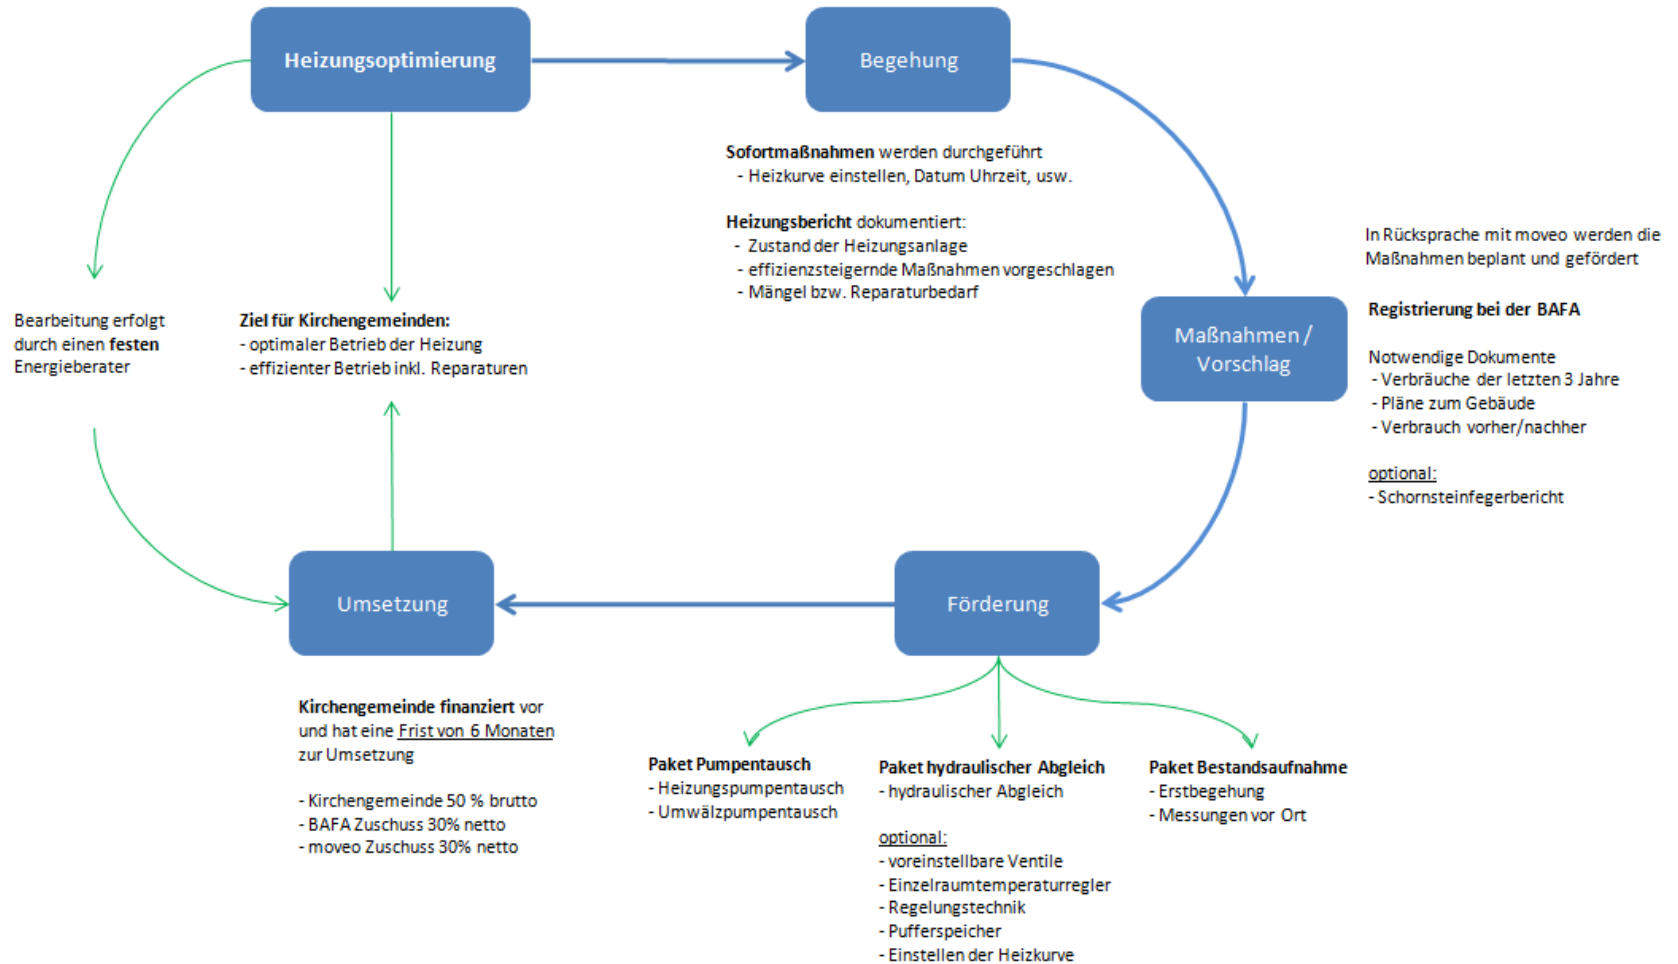 Heizungsoptimierung
Begehung
Sofortmaßnahmen werden durchgeführt
- Heizkurve einstellen, Datum Uhrzeit, usw.
Heizungsbericht dokumentiert:
- Zustand der Heizungsanlage
- effizienzsteigernde Maßnahmen vorgeschlagen
- Mängel bzw. Reparaturbedarf
In Rücksprache mit moveo werden die
Maßnahmen beplant und gefördert
Maßnahmen /
Vorschlag
Registrierung bei der BAFA
Notwendige Dokumente
- Verbräuche der letzten 3 Jahre
- Pläne zum Gebäude
- Verbrauch vorher/nachher
optional:
- Schornsteinfegerbericht
Bearbeitung erfolgt
durch einen festen
Energieberater
Ziel für Kirchengemeinden:
- optimaler Betrieb der Heizung
- effizienter Betrieb inkl. Reparaturen
Umsetzung
Förderung
Kirchengemeinde finanziert vor
und hat eine Frist von 6 Monaten
zur Umsetzung
- Kirchengemeinde 50 % brutto
- BAFA Zuschuss 30% netto
- moveo Zuschuss 30% netto
Paket Pumpentausch
- Heizungspumpentausch
- Umwälzpumpentausch
Paket hydraulischer Abgleich
- hydraulischer Abgleich
optional:
- voreinstellbare Ventile
- Einzelraumtemperaturregler
- Regelungstechnik
- Pufferspeicher
- Einstellen der Heizkurve
Paket Bestandsaufnahme
- Erstbegehung
- Messungen vor Ort